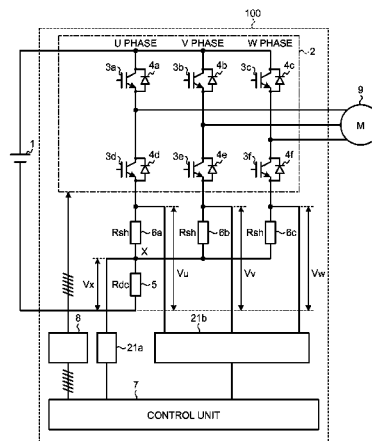 100
U PHASE V PHASE W PHASE
2
3a 4a 3b 4b 3c 4c
9
M
1
3d 4d 3e 4e 3f 4f
Rsh 6a Rsh 6b Rsh 6c
X
Vu Vv Vw
Vx
Rdc 5
8
21a
21b
7
CONTROL UNIT